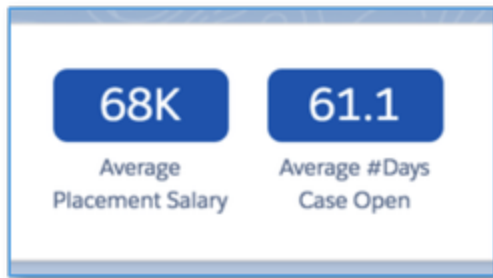 68K
Average
Placement Salary
61.1
Average #Days
Case Open